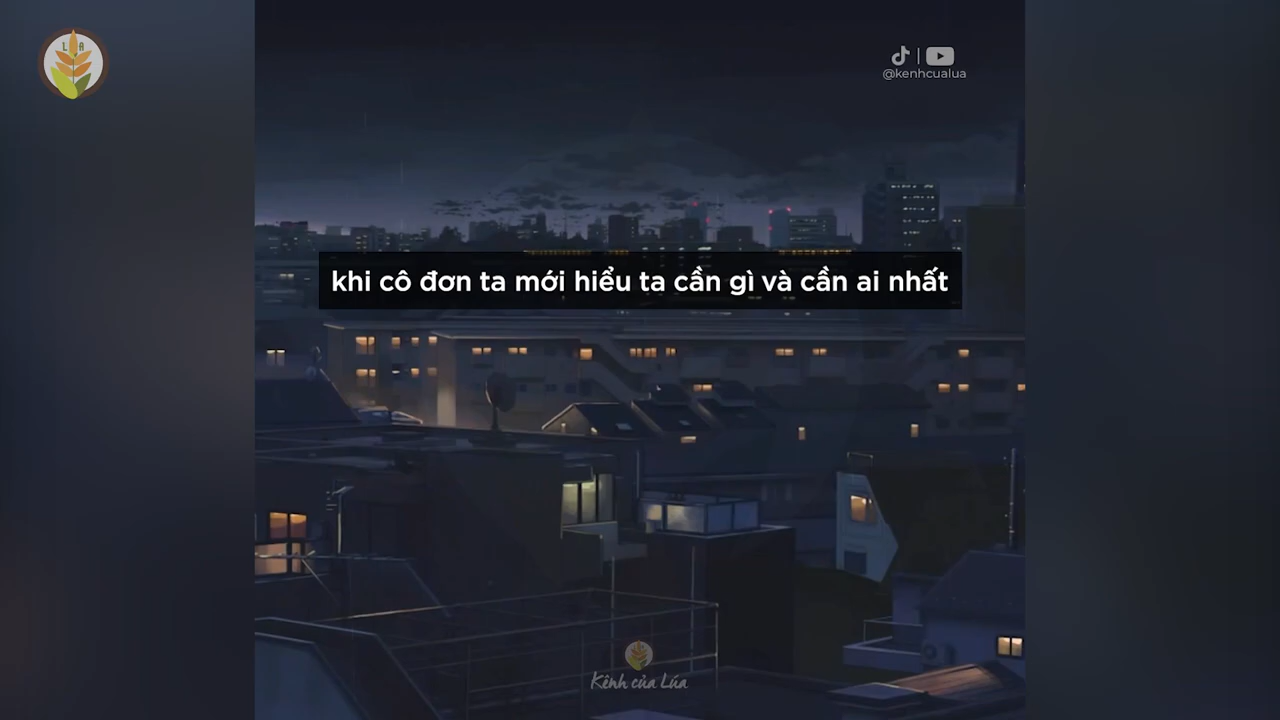 L A
@kenhcualua
khi cô đơn ta mới hiểu ta cần gì và cần ai nhất
Kênh của Lúa